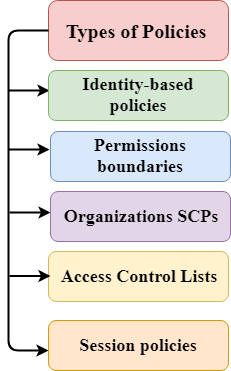 Types of Policies
Identity-based
policies
Permissions
boundaries
Organizations SCPs
Access Control Lists
Session policies